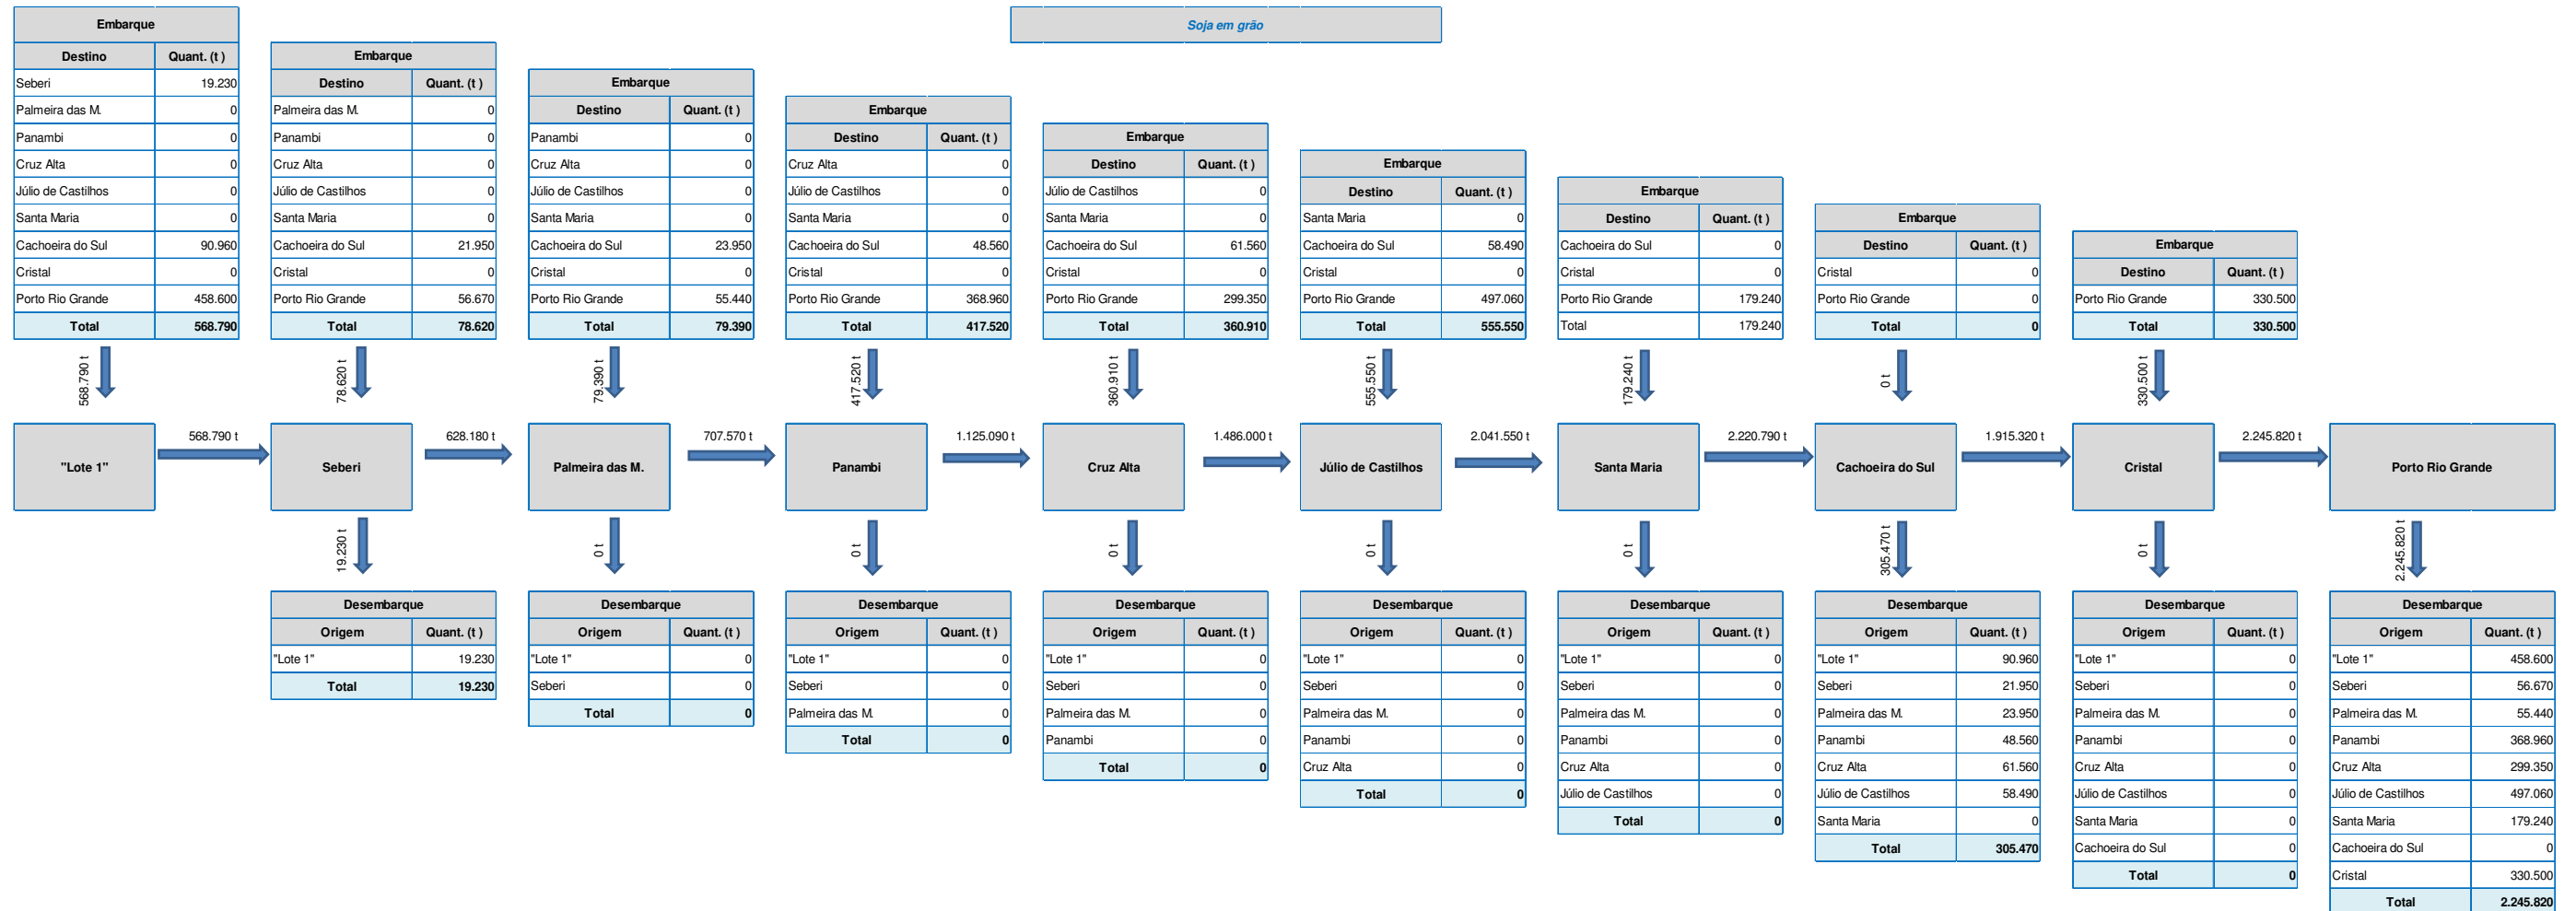 Soja em grão
Embarque
Destino Quant. (t )
Seberi 19.230
Palmeira das M. 0
Panambi 0
Cruz Alta 0
Júlio de Castilhos 0
Santa Maria 0
Cachoeira do Sul 90.960
Cristal 0
Porto Rio Grande 458.600
Total 568.790
Embarque
Destino Quant. (t )
Palmeira das M. 0
Panambi 0
Cruz Alta 0
Júlio de Castilhos 0
Santa Maria 0
Cachoeira do Sul 21.950
Cristal 0
Porto Rio Grande 56.670
Total 78.620
Embarque
Destino Quant. (t )
Panambi 0
Cruz Alta 0
Júlio de Castilhos 0
Santa Maria 0
Cachoeira do Sul 23.950
Cristal 0
Porto Rio Grande 55.440
Total 79.390
Embarque
Destino Quant. (t )
Cruz Alta 0
Júlio de Castilhos 0
Santa Maria 0
Cachoeira do Sul 48.560
Cristal 0
Porto Rio Grande 368.960
Total 417.520
Embarque
Destino Quant. (t )
Júlio de Castilhos 0
Santa Maria 0
Cachoeira do Sul 61.560
Cristal 0
Porto Rio Grande 299.350
Total 360.910
Embarque
Destino Quant. (t )
Santa Maria 0
Cachoeira do Sul 58.490
Cristal 0
Porto Rio Grande 497.060
Total 555.550
Embarque
Destino Quant. (t )
Cachoeira do Sul 0
Cristal 0
Porto Rio Grande 179.240
Total 179.240
Embarque
Destino Quant. (t )
Cristal 0
Porto Rio Grande 0
Total 0
Embarque
Destino Quant. (t )
Porto Rio Grande 330.500
Total 330.500
568.790 t
78.620 t
79.390 t
417.520 t
360.910 t
555.550 t
179.240 t
0 t
330.500 t
"Lote 1"
568.790 t
Seberi
628.180 t
Palmeira das M.
707.570 t
Panambi
1.125.090 t
Cruz Alta
1.486.000 t
Júlio de Castilhos
2.041.550 t
Santa Maria
2.220.790 t
Cachoeira do Sul
1.915.320 t
Cristal
2.245.820 t
Porto Rio Grande
19.230 t
0 t
0 t
0 t
0 t
0 t
305.470 t
0 t
2.245.820 t
Desembarque
Origem Quant. (t )
"Lote 1" 19.230
Total 19.230
Desembarque
Origem Quant. (t )
"Lote 1" 0
Seberi 0
Total 0
Desembarque
Origem Quant. (t )
"Lote 1" 0
Seberi 0
Palmeira das M. 0
Total 0
Desembarque
Origem Quant. (t )
"Lote 1" 0
Seberi 0
Palmeira das M. 0
Panambi 0
Total 0
Desembarque
Origem Quant. (t )
"Lote 1" 0
Seberi 0
Palmeira das M. 0
Panambi 0
Cruz Alta 0
Total 0
Desembarque
Origem Quant. (t )
"Lote 1" 0
Seberi 0
Palmeira das M. 0
Panambi 0
Cruz Alta 0
Júlio de Castilhos 0
Total 0
Desembarque
Origem Quant. (t )
"Lote 1" 90.960
Seberi 21.950
Palmeira das M. 23.950
Panambi 48.560
Cruz Alta 61.560
Júlio de Castilhos 58.490
Santa Maria 0
Total 305.470
Desembarque
Origem Quant. (t )
"Lote 1" 0
Seberi 0
Palmeira das M. 0
Panambi 0
Cruz Alta 0
Júlio de Castilhos 0
Santa Maria 0
Cachoeira do Sul 0
Total 0
Desembarque
Origem Quant. (t )
"Lote 1" 458.600
Seberi 56.670
Palmeira das M. 55.440
Panambi 368.960
Cruz Alta 299.350
Júlio de Castilhos 497.060
Santa Maria 179.240
Cachoeira do Sul 0
Cristal 330.500
Total 2.245.820